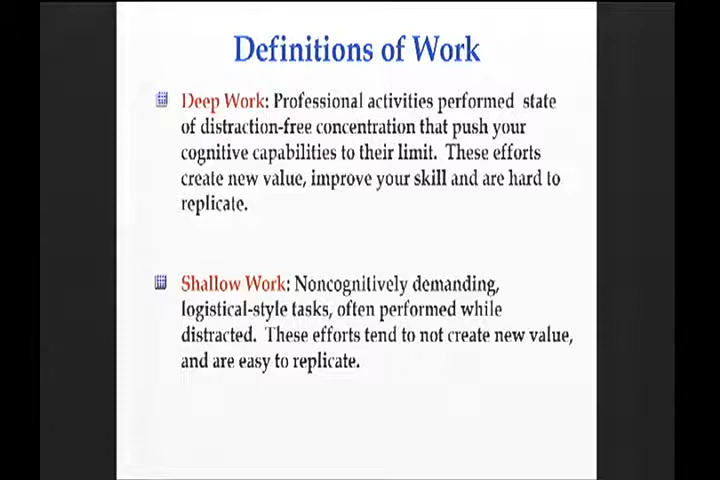 Definitions of Work
Deep Work: Professional activities performed state
of distraction-free concentration that push your
cognitive capabilities to their limit. These efforts
create new value, improve your skill and are hard to
replicate.
Shallow Work: Noncognitively demanding,
logistical-style tasks, often performed while
distracted. These efforts tend to not create new value,
and are easy to replicate.